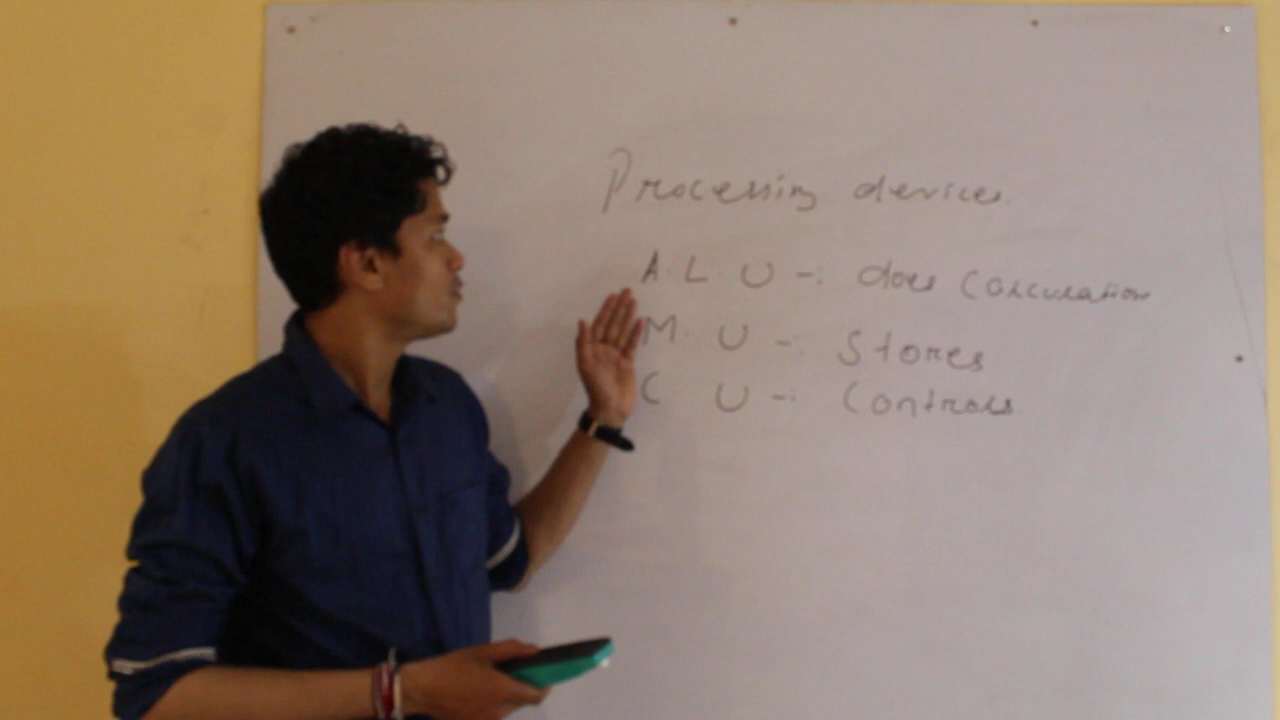 Processing devices.
A.L.U -: does Calculation
M.U -: Stores
C.U -: Controls